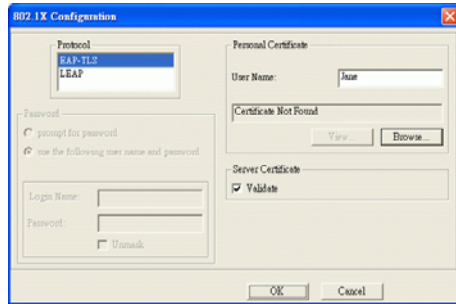 802.1X Configuration
Protocol
EAP-TLS
LEAP
Password
prompt for password
use the following user name and password
Login Name:
Password:
Unmask
Personal Certificate
User Name:
Jane
Certificate Not Found
View...
Browse...
Server Certificate
Validate
OK
Cancel